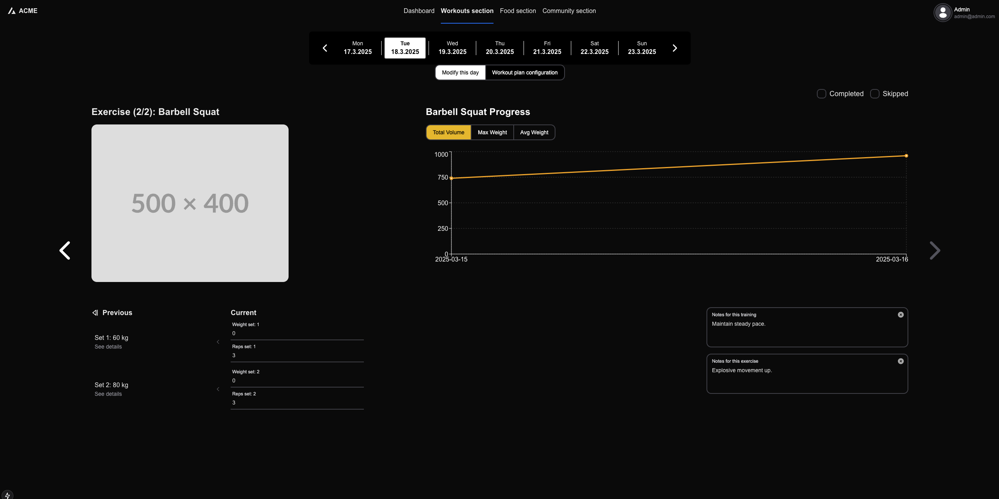 ACME
Dashboard Workouts section Food section Community section
Admin
admin@admin.com
Mon Tue Wed Thu Fri Sat Sun
17.3.2025 18.3.2025 19.3.2025 20.3.2025 21.3.2025 22.3.2025 23.3.2025
Modify this day Workout plan configuration
Completed Skipped
Exercise (2/2): Barbell Squat
500 × 400
Barbell Squat Progress
Total Volume Max Weight Avg Weight
1000
750
500
250
0
2025-03-15 2025-03-16
Previous
Set 1: 60 kg
See details
Set 2: 80 kg
See details
Current
Weight set: 1
0
Reps set: 1
3
Weight set: 2
0
Reps set: 2
3
Notes for this training
Maintain steady pace.
Notes for this exercise
Explosive movement up.